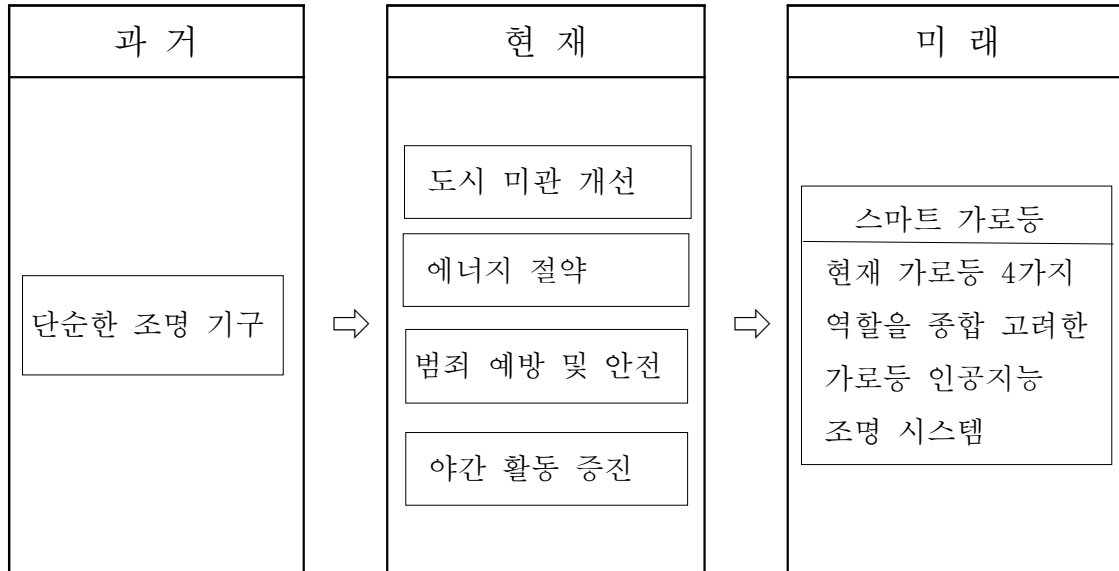 과 거
단순한 조명 기구
⇨
현 재
도시 미관 개선
에너지 절약
범죄 예방 및 안전
야간 활동 증진
⇨
미 래
스마트 가로등
현재 가로등 4가지
역할을 종합 고려한
가로등 인공지능
조명 시스템